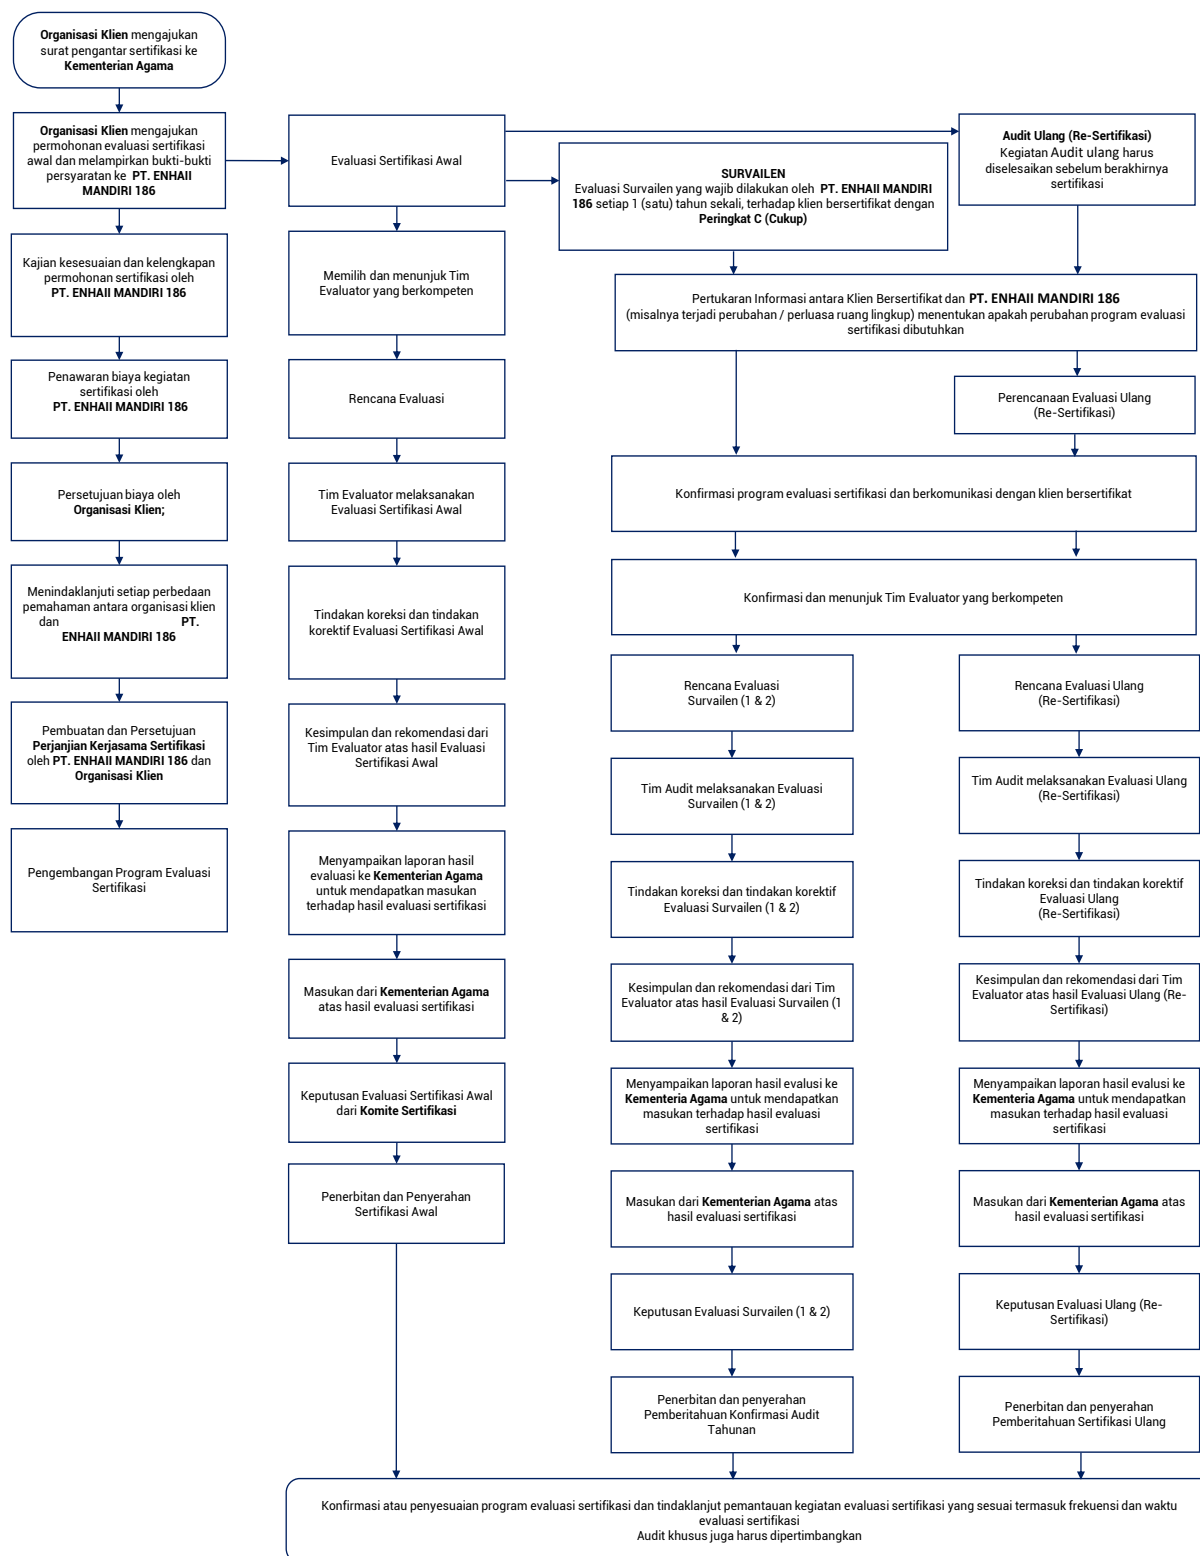 Organisasi Klien mengajukan
surat pengantar sertifikasi ke
Kementerian Agama
Organisasi Klien mengajukan
permohonan evaluasi sertifikasi
awal dan melampirkan bukti-bukti
persyaratan ke PT. ENHAII
MANDIRI 186
Kajian kesesuaian dan kelengkapan
permohonan sertifikasi oleh
PT. ENHAII MANDIRI 186
Penawaran biaya kegiatan
sertifikasi oleh
PT. ENHAII MANDIRI 186
Persetujuan biaya oleh
Organisasi Klien;
Menindaklanjuti setiap perbedaan
pemahaman antara organisasi klien
dan PT.
ENHAII MANDIRI 186
Pembuatan dan Persetujuan
Perjanjian Kerjasama Sertifikasi
oleh PT. ENHAII MANDIRI 186 dan
Organisasi Klien
Pengembangan Program Evaluasi
Sertifikasi
Evaluasi Sertifikasi Awal
Memilih dan menunjuk Tim
Evaluator yang berkompeten
Rencana Evaluasi
Tim Evaluator melaksanakan
Evaluasi Sertifikasi Awal
Tindakan koreksi dan tindakan
korektif Evaluasi Sertifikasi Awal
Kesimpulan dan rekomendasi dari
Tim Evaluator atas hasil Evaluasi
Sertifikasi Awal
Menyampaikan laporan hasil
evaluasi ke Kementerian Agama
untuk mendapatkan masukan
terhadap hasil evaluasi sertifikasi
Masukan dari Kementerian Agama
atas hasil evaluasi sertifikasi
Keputusan Evaluasi Sertifikasi Awal
dari Komite Sertifikasi
Penerbitan dan Penyerahan
Sertifikasi Awal
SURVAILEN
Evaluasi Survailen yang wajib dilakukan oleh PT. ENHAII MANDIRI
186 setiap 1 (satu) tahun sekali, terhadap klien bersertifikat dengan
Peringkat C (Cukup)
Audit Ulang (Re-Sertifikasi)
Kegiatan Audit ulang harus
diselesaikan sebelum berakhirnya
sertifikasi
Pertukaran Informasi antara Klien Bersertifikat dan PT. ENHAII MANDIRI 186
(misalnya terjadi perubahan / perluasa ruang lingkup) menentukan apakah perubahan program evaluasi
sertifikasi dibutuhkan
Perencanaan Evaluasi Ulang
(Re-Sertifikasi)
Konfirmasi program evaluasi sertifikasi dan berkomunikasi dengan klien bersertifikat
Konfirmasi dan menunjuk Tim Evaluator yang berkompeten
Rencana Evaluasi
Survailen (1 & 2)
Tim Audit melaksanakan Evaluasi
Survailen (1 & 2)
Tindakan koreksi dan tindakan korektif
Evaluasi Survailen (1 & 2)
Kesimpulan dan rekomendasi dari Tim
Evaluator atas hasil Evaluasi Survailen (1
& 2)
Menyampaikan laporan hasil evalusi ke
Kementeria Agama untuk mendapatkan
masukan terhadap hasil evaluasi
sertifikasi
Masukan dari Kementerian Agama atas
hasil evaluasi sertifikasi
Keputusan Evaluasi Survailen (1 & 2)
Penerbitan dan penyerahan
Pemberitahuan Konfirmasi Audit
Tahunan
Rencana Evaluasi Ulang
(Re-Sertifikasi)
Tim Audit melaksanakan Evaluasi Ulang
(Re-Sertifikasi)
Tindakan koreksi dan tindakan korektif
Evaluasi Ulang
(Re-Sertifikasi)
Kesimpulan dan rekomendasi dari Tim
Evaluator atas hasil Evaluasi Ulang (Re-
Sertifikasi)
Menyampaikan laporan hasil evalusi ke
Kementeria Agama untuk mendapatkan
masukan terhadap hasil evaluasi
sertifikasi
Masukan dari Kementerian Agama atas
hasil evaluasi sertifikasi
Keputusan Evaluasi Ulang (Re-
Sertifikasi)
Penerbitan dan penyerahan
Pemberitahuan Sertifikasi Ulang
Konfirmasi atau penyesuaian program evaluasi sertifikasi dan tindaklanjut pemantauan kegiatan evaluasi sertifikasi yang sesuai termasuk frekuensi dan waktu
evaluasi sertifikasi
Audit khusus juga harus dipertimbangkan